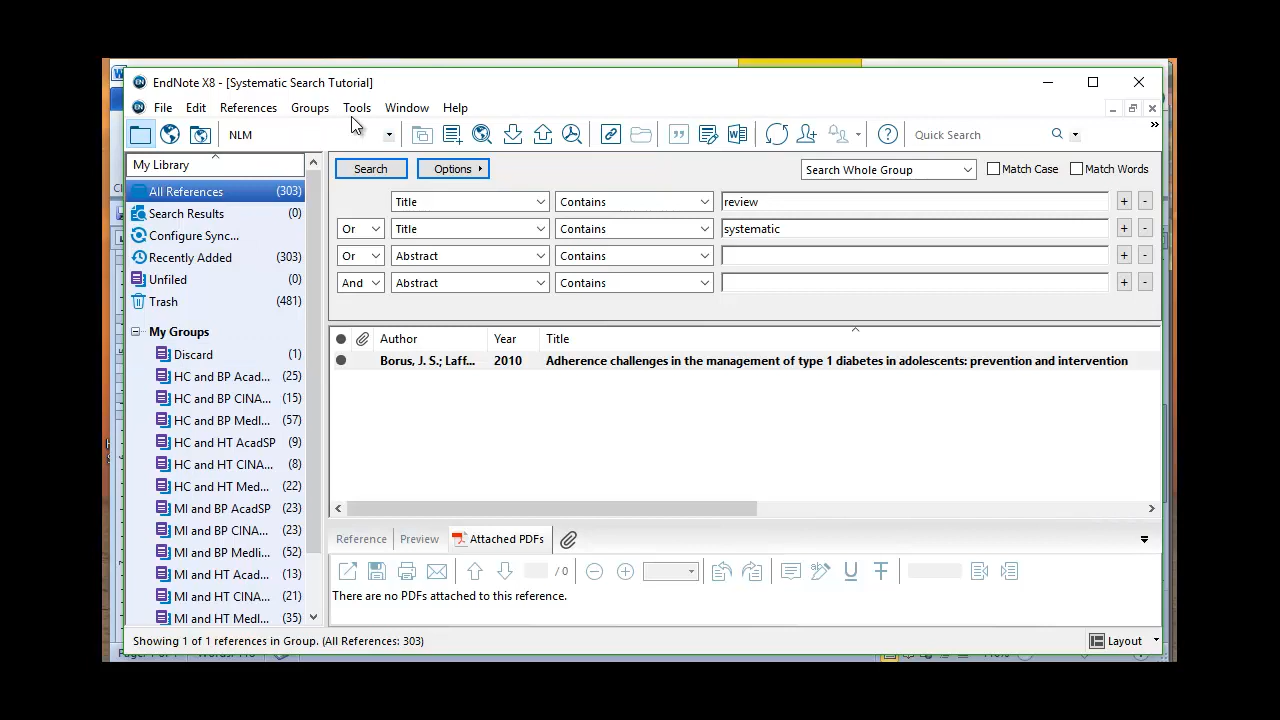 EndNote X8 - [Systematic Search Tutorial]
File Edit References Groups Tools Window Help
NLM
Quick Search
My Library
Search Options
Search Whole Group Match Case Match Words
All References (303)
Title Contains review
Search Results (0)
Or Title Contains systematic
Configure Sync...
Recently Added (303)
Or Abstract Contains
Unfiled (0)
And Abstract Contains
Trash (481)
My Groups
Author Year Title
Discard (1)
Borus, J. S.; Laff... 2010 Adherence challenges in the management of type 1 diabetes in adolescents: prevention and intervention
HC and BP Acad... (25)
HC and BP CINA... (15)
HC and BP Medl... (57)
HC and HT AcadSP (9)
HC and HT CINA... (8)
HC and HT Med... (22)
MI and BP AcadSP (23)
MI and BP CINA... (23)
Reference Preview Attached PDFs
MI and BP Medli... (52)
MI and HT Acad... (13)
/ 0
MI and HT CINA... (21)
There are no PDFs attached to this reference.
MI and HT Medl... (35)
Showing 1 of 1 references in Group. (All References: 303)
Layout